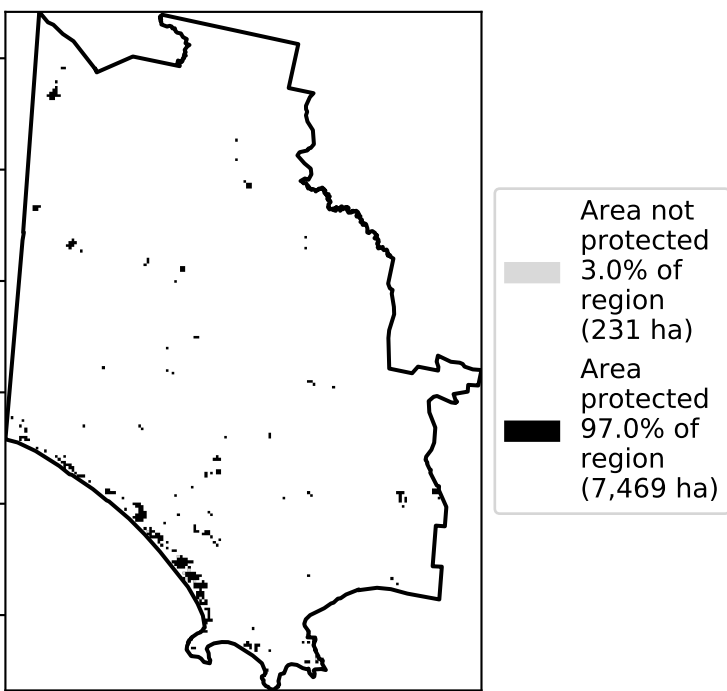 Area not
protected
3.0% of
region
(231 ha)
Area
protected
97.0% of
region
(7,469 ha)